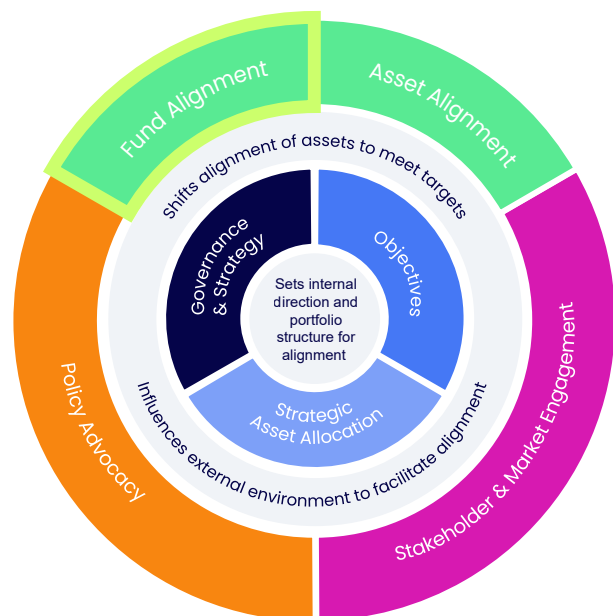 Fund Alignment
Asset Alignment
Shifts alignment of assets to meet targets
Governance
& Strategy
Objectives
Sets internal
direction and
portfolio
structure for
alignment
Strategic
Asset Allocation
Influences external environment to facilitate alignment
Policy Advocacy
Stakeholder & Market Engagement